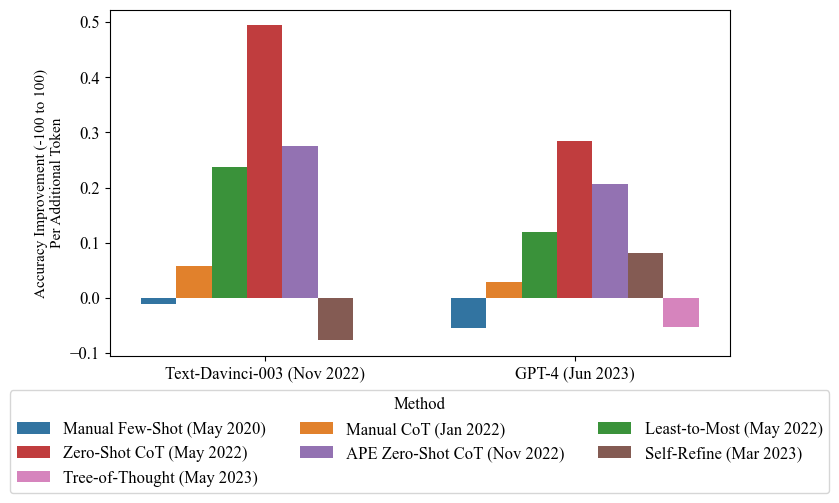 Accuracy Improvement (-100 to 100)
Per Additional Token
0.5
0.4
0.3
0.2
0.1
0.0
−0.1
Text-Davinci-003 (Nov 2022)
GPT-4 (Jun 2023)
Method
Manual Few-Shot (May 2020)
Manual CoT (Jan 2022)
Least-to-Most (May 2022)
Zero-Shot CoT (May 2022)
APE Zero-Shot CoT (Nov 2022)
Self-Refine (Mar 2023)
Tree-of-Thought (May 2023)